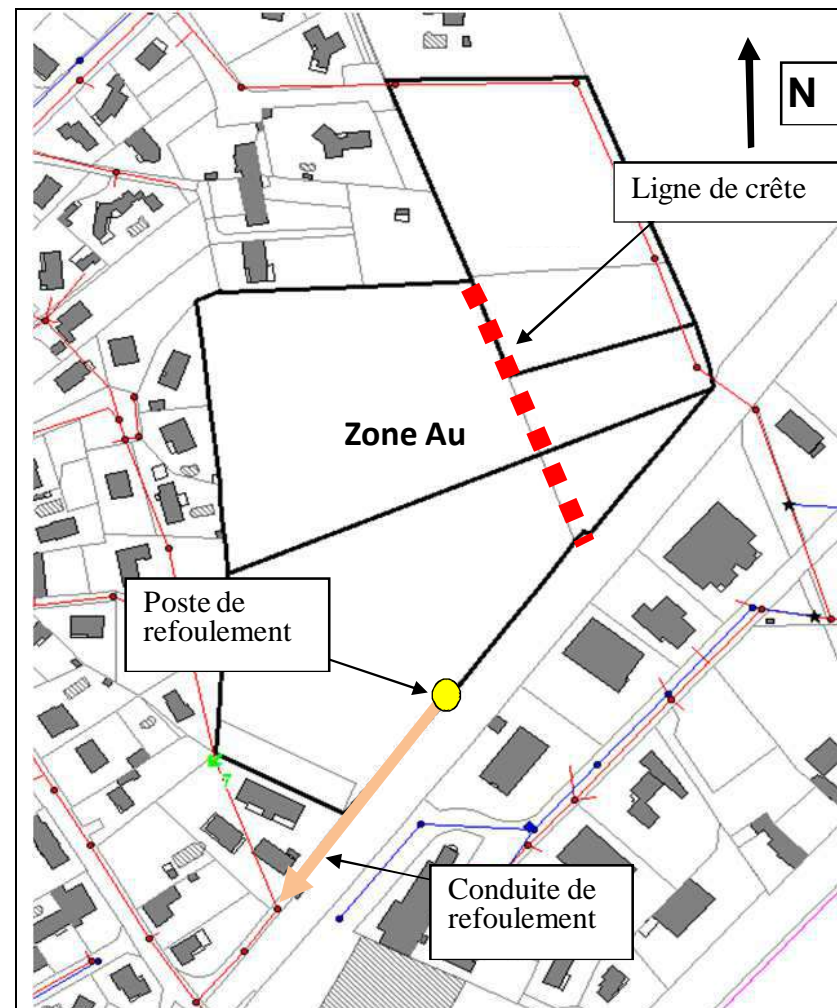 N
Ligne de crête
Zone Au
Poste de
refoulement
Conduite de
refoulement